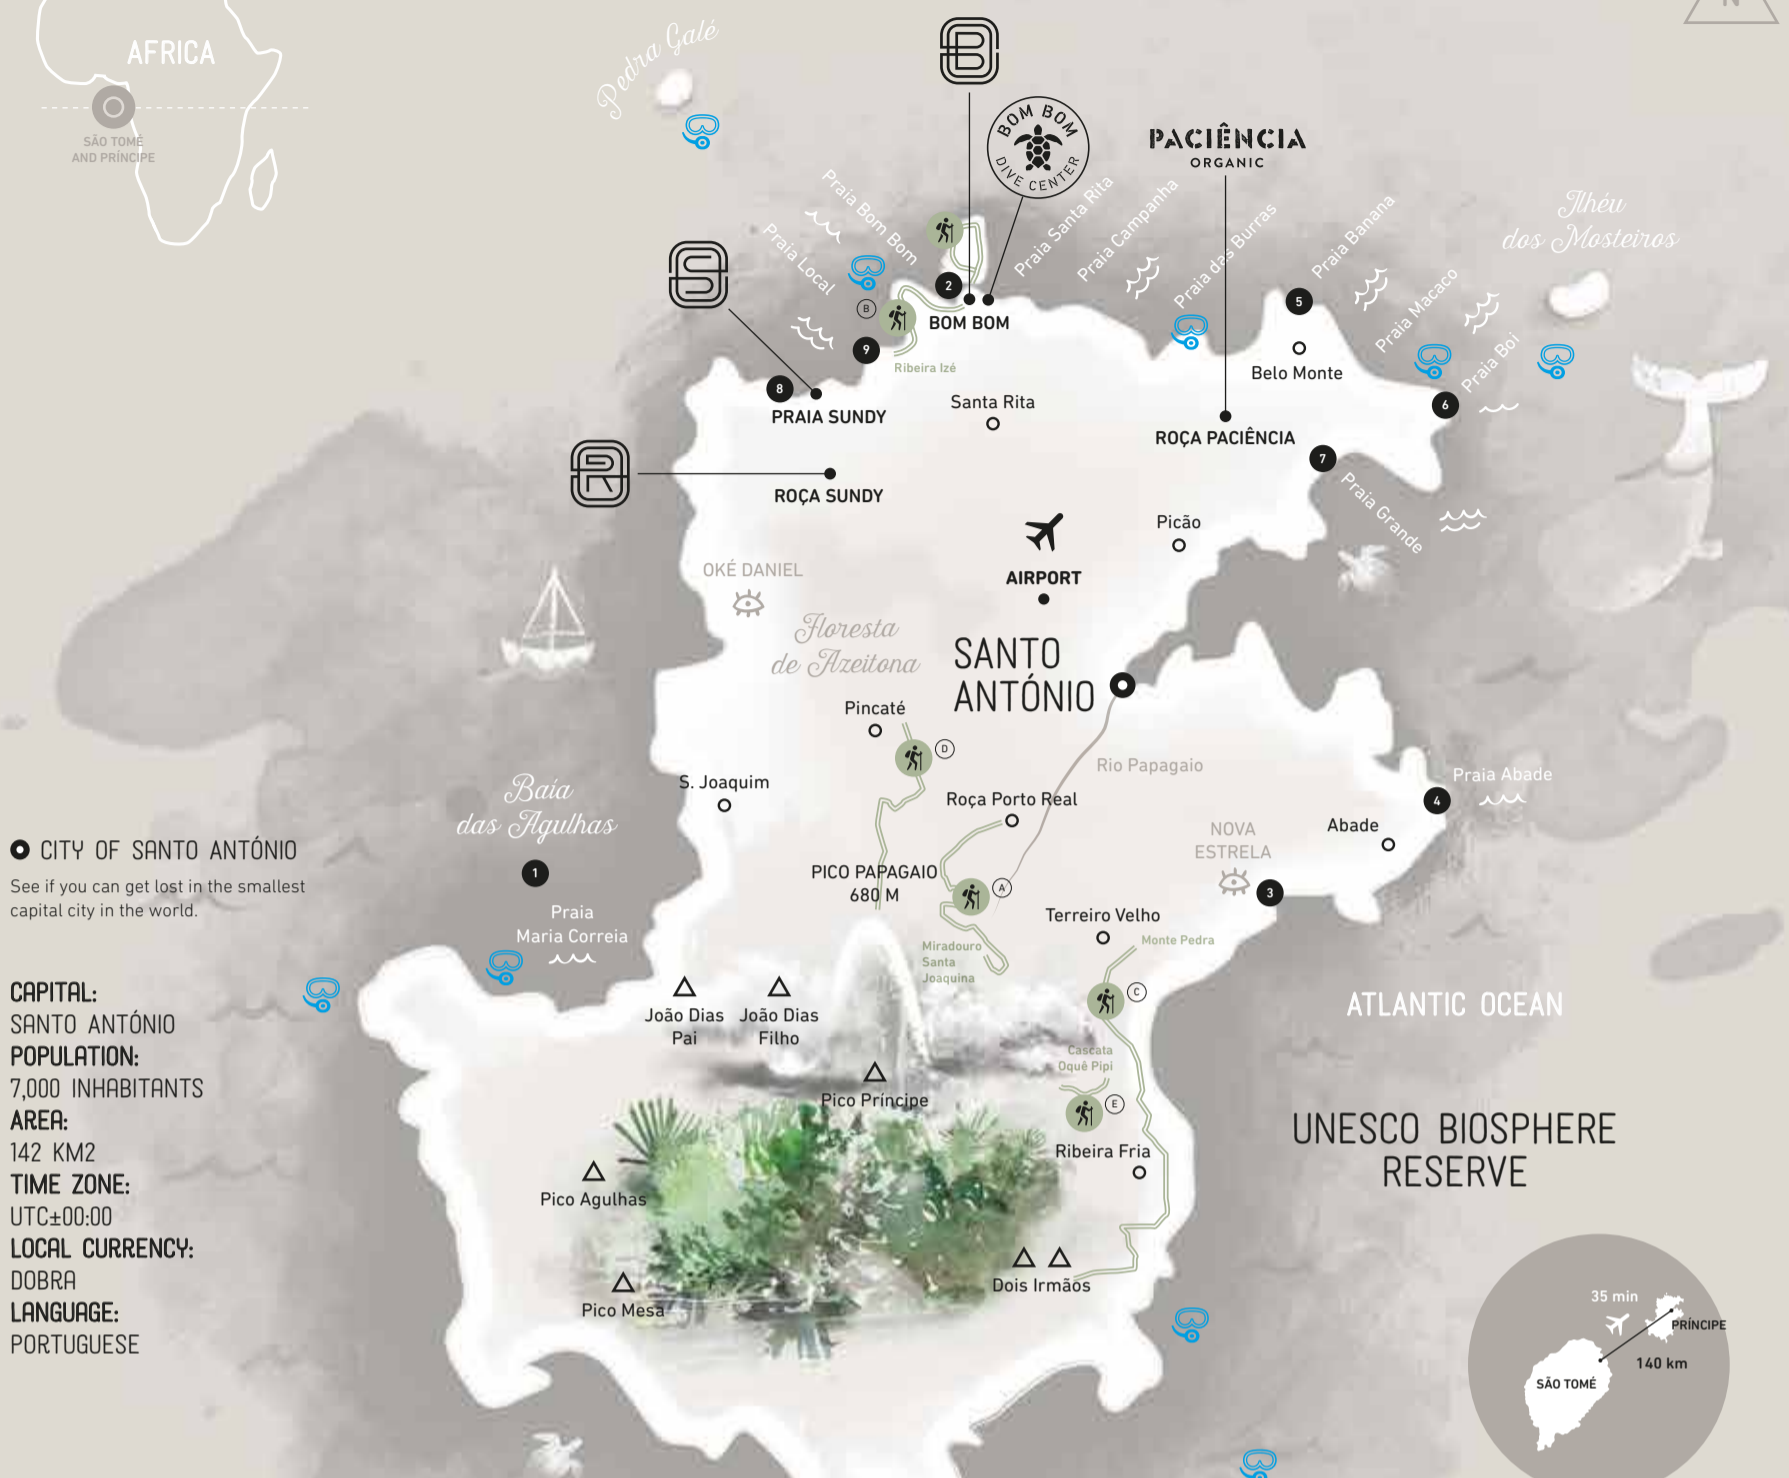 AFRICA
SÃO TOMÉ
AND PRÍNCIPE
N
Pedra Galé
B
BOM BOM
DIVE CENTER
PACIÊNCIA
ORGANIC
Praia Local
Praia Bom Bom
Praia Santa Rita
Praia Campanha
Praia das Burras
Praia Banana
Praia Macaco
Praia Boi
Ilhéu
dos Mosteiros
S
2
B
BOM BOM
9
Ribeira Izé
8
PRAIA SUNDY
Santa Rita
5
Belo Monte
6
ROÇA PACIÊNCIA
7
Praia Grande
R
ROÇA SUNDY
Picão
AIRPORT
OKÉ DANIEL
Floresta
de Azeitona
SANTO
ANTÓNIO
Pincaté
D
Rio Papagaio
S. Joaquim
Roça Porto Real
Praia Abade
4
Abade
NOVA
ESTRELA
3
Baía
das Agulhas
1
Praia
Maria Correia
PICO PAPAGAIO
680 M
A
Terreiro Velho
Monte Pedra
Miradouro
Santa
Joaquina
C
João Dias
Pai
João Dias
Filho
Cascata
Oquê Pipi
Pico Príncipe
E
Ribeira Fria
Pico Agulhas
Dois Irmãos
Pico Mesa
ATLANTIC OCEAN
UNESCO BIOSPHERE
RESERVE
CITY OF SANTO ANTÓNIO
See if you can get lost in the smallest
capital city in the world.
CAPITAL:
SANTO ANTÓNIO
POPULATION:
7,000 INHABITANTS
AREA:
142 KM2
TIME ZONE:
UTC±00:00
LOCAL CURRENCY:
DOBRA
LANGUAGE:
PORTUGUESE
35 min
PRÍNCIPE
140 km
SÃO TOMÉ